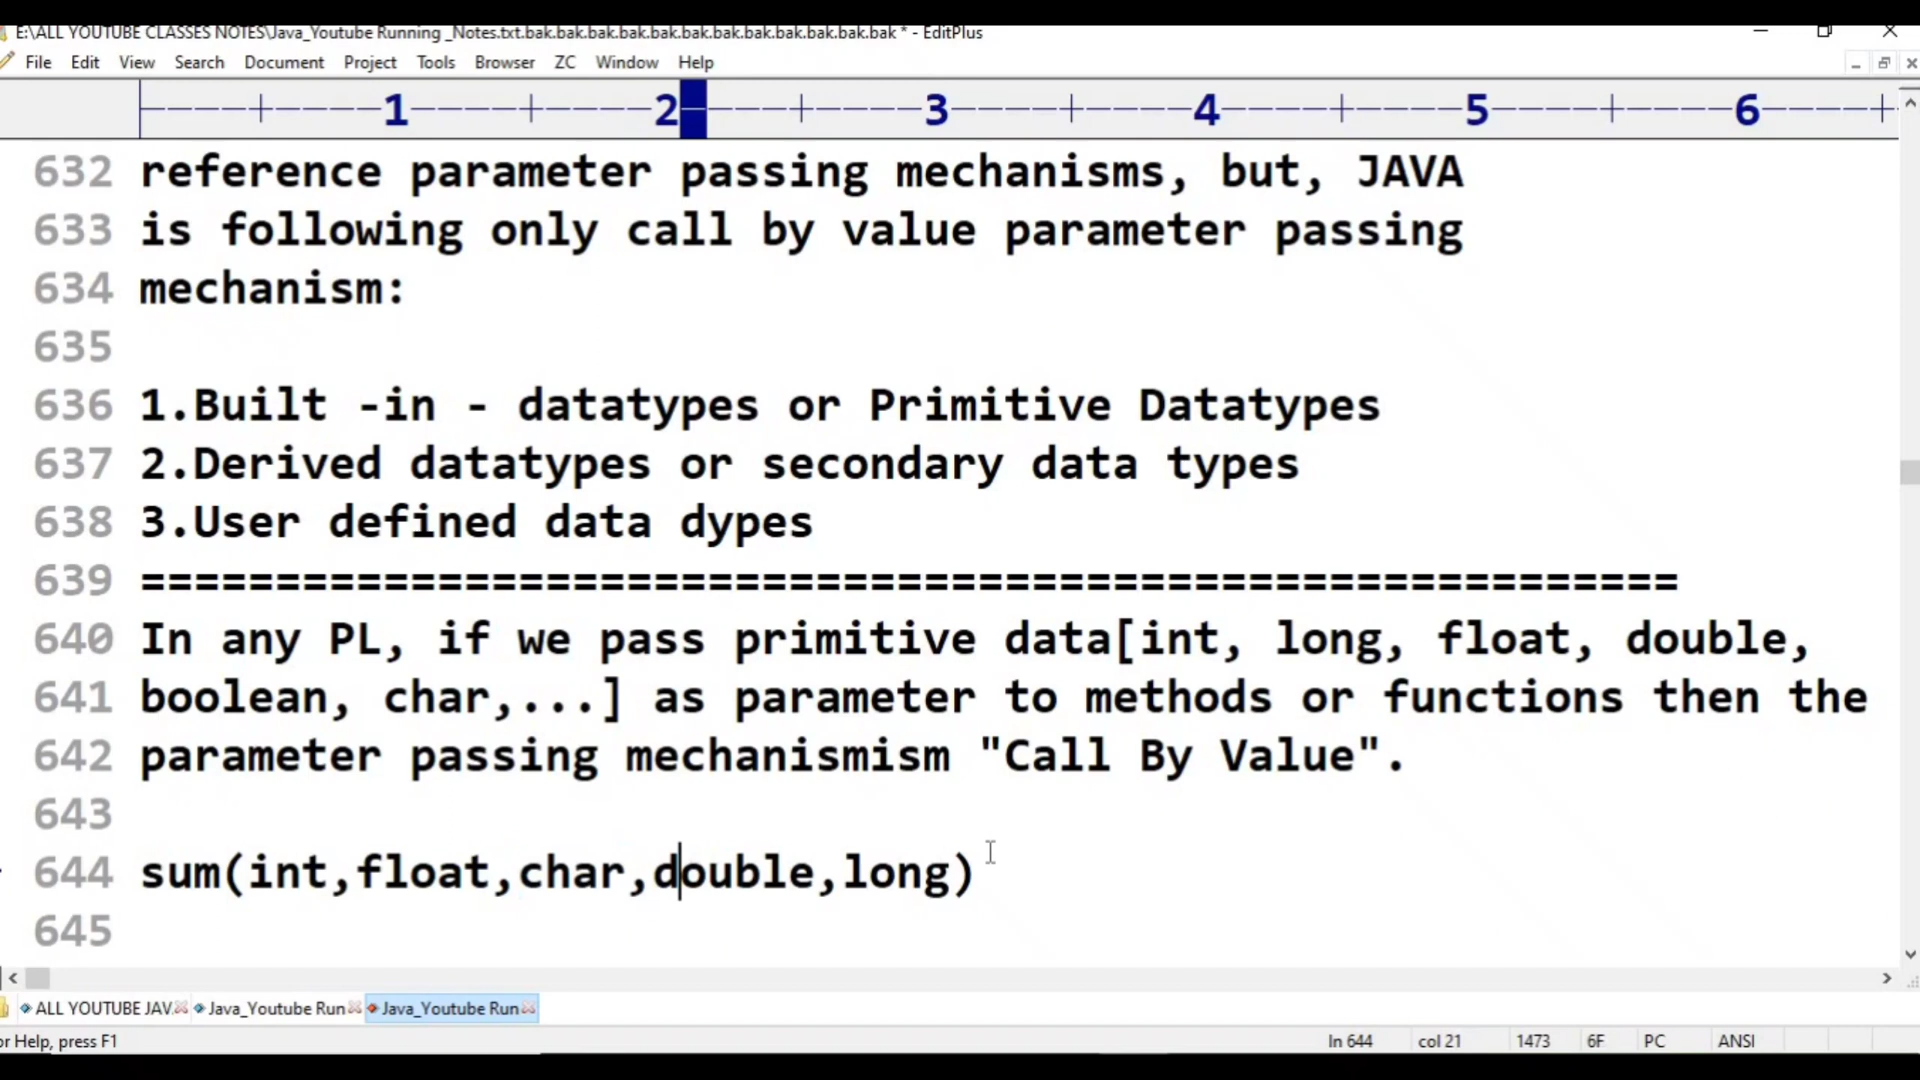 E:\ALL YOUTUBE CLASSES NOTES\Java_Youtube Running _Notes.txt.bak.bak.bak.bak.bak.bak.bak.bak.bak.bak.bak.bak * - EditPlus
File Edit View Search Document Project Tools Browser ZC Window Help
1 2 3 4 5 6
632 reference parameter passing mechanisms, but, JAVA
633 is following only call by value parameter passing
634 mechanism:
635
636 1.Built -in - datatypes or Primitive Datatypes
637 2.Derived datatypes or secondary data types
638 3.User defined data dypes
639 =========================================================
640 In any PL, if we pass primitive data[int, long, float, double,
641 boolean, char,...] as parameter to methods or functions then the
642 parameter passing mechanismism "Call By Value".
643
644 sum(int,float,char,double,long)
645
ALL YOUTUBE JAV Java_Youtube Run Java_Youtube Run
or Help, press F1 ln 644 col 21 1473 6F PC ANSI